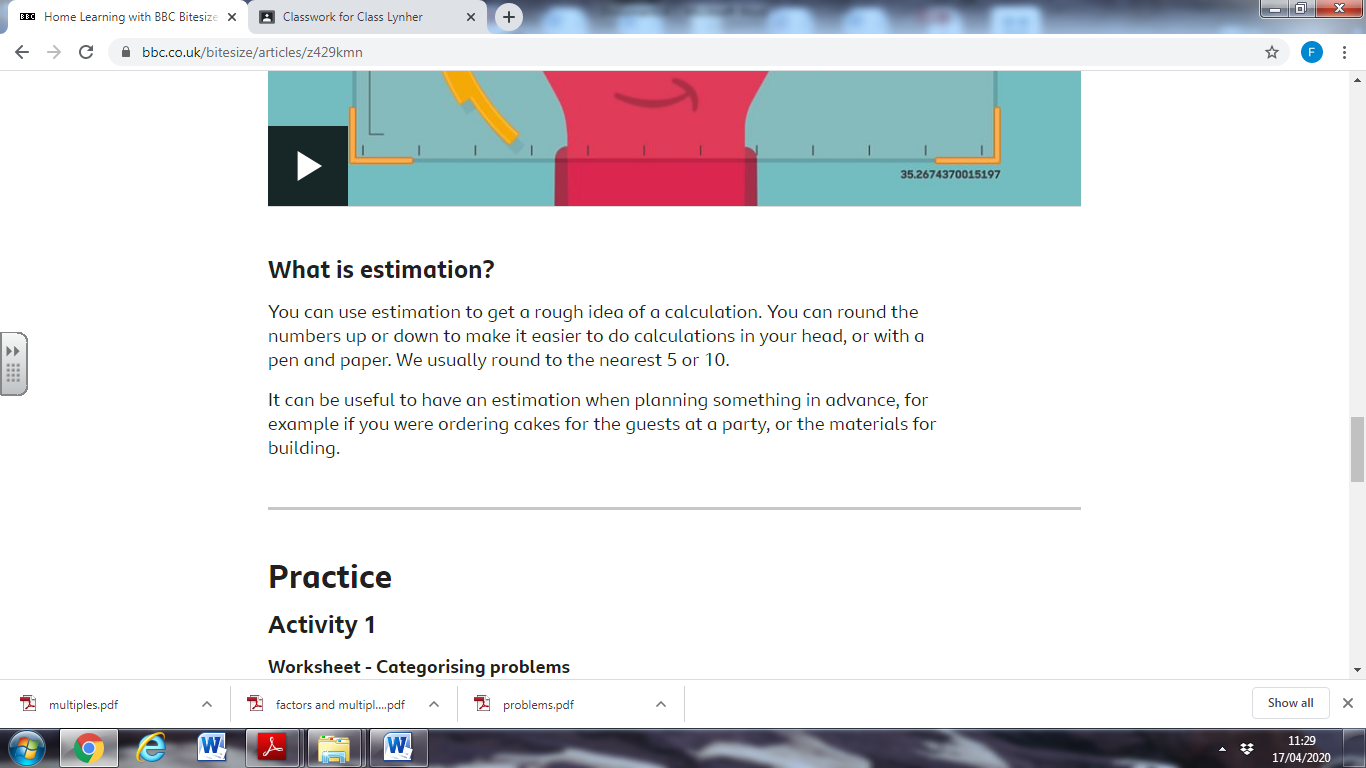 BBC Home Learning with BBC Bitesize
Classwork for Class Lynher
bbc.co.uk/bitesize/articles/z429kmn
F
35.2674370015197
What is estimation?
You can use estimation to get a rough idea of a calculation. You can round the
numbers up or down to make it easier to do calculations in your head, or with a
pen and paper. We usually round to the nearest 5 or 10.
It can be useful to have an estimation when planning something in advance, for
example if you were ordering cakes for the guests at a party, or the materials for
building.
Practice
Activity 1
Worksheet - Categorising problems
multiples.pdf
factors and multipl....pdf
problems.pdf
Show all
11:29
17/04/2020